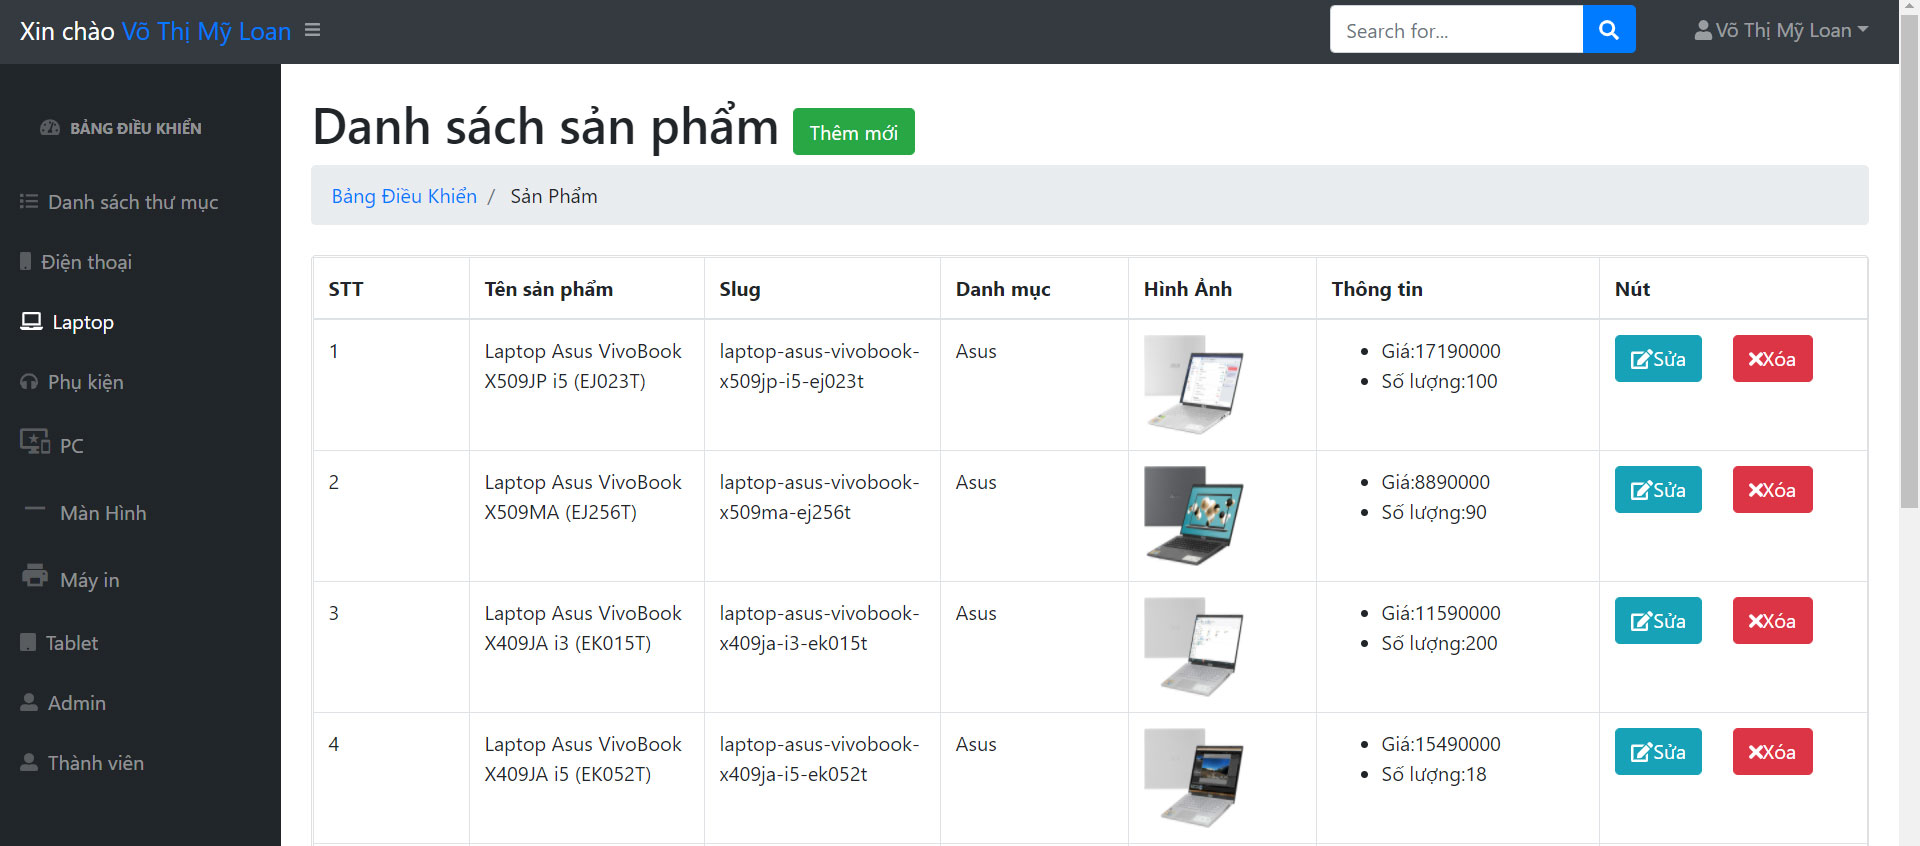 Xin chào Võ Thị Mỹ Loan
Search for...
Võ Thị Mỹ Loan
BẢNG ĐIỀU KHIỂN
Danh sách thư mục
Điện thoại
Laptop
Phụ kiện
PC
Màn Hình
Máy in
Tablet
Admin
Thành viên
Danh sách sản phẩm Thêm mới
Bảng Điều Khiển / Sản Phẩm
STT Tên sản phẩm Slug Danh mục Hình Ảnh Thông tin Nút
1 Laptop Asus VivoBook laptop-asus-vivobook- Asus Giá:17190000 Sửa Xóa
X509JP i5 (EJ023T) x509jp-i5-ej023t Số lượng:100
2 Laptop Asus VivoBook laptop-asus-vivobook- Asus Giá:8890000 Sửa Xóa
X509MA (EJ256T) x509ma-ej256t Số lượng:90
3 Laptop Asus VivoBook laptop-asus-vivobook- Asus Giá:11590000 Sửa Xóa
X409JA i3 (EK015T) x409ja-i3-ek015t Số lượng:200
4 Laptop Asus VivoBook laptop-asus-vivobook- Asus Giá:15490000 Sửa Xóa
X409JA i5 (EK052T) x409ja-i5-ek052t Số lượng:18